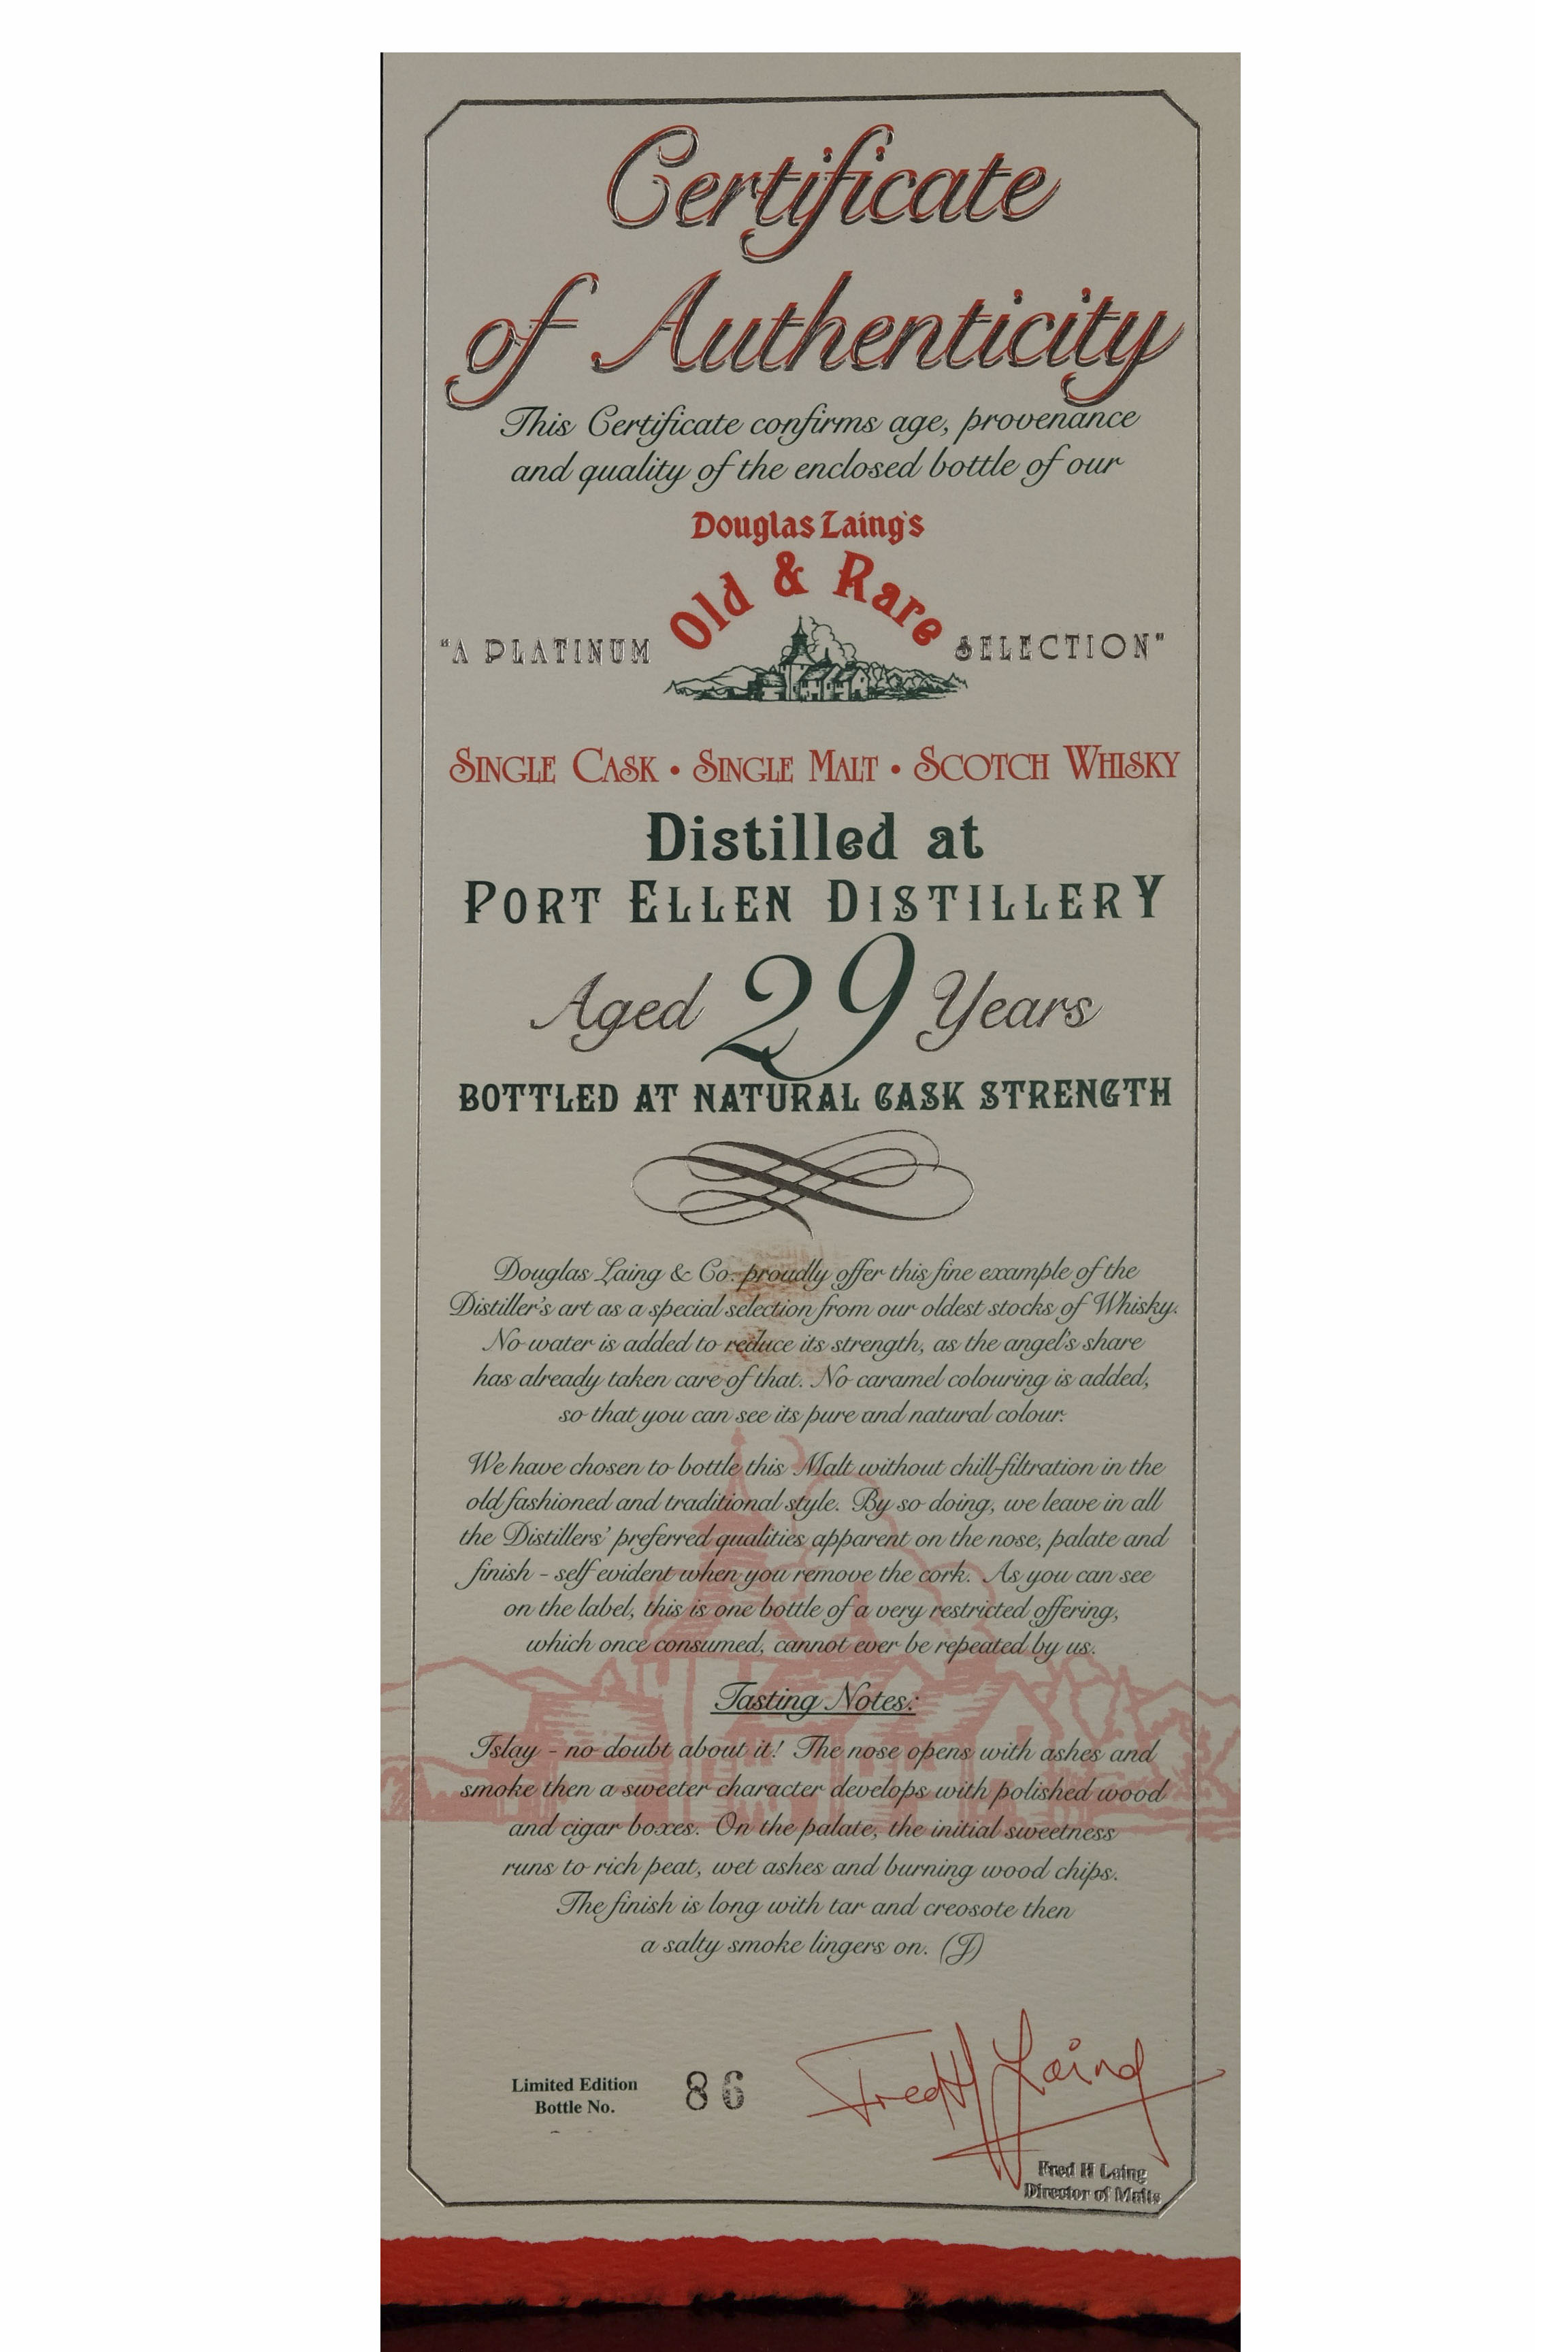 Certificate
of Authenticity
This Certificate confirms age, provenance
and quality of the enclosed bottle of our
Douglas Laing's
Old & Rare
"A PLATINUM SELECTION"
SINGLE CASK • SINGLE MALT • SCOTCH WHISKY
Distilled at
PORT ELLEN DISTILLERY
Aged 29 Years
BOTTLED AT NATURAL CASK STRENGTH
Douglas Laing & Co. proudly offer this fine example of the
Distiller's art as a special selection from our oldest stocks of Whisky.
No water is added to reduce its strength, as the angel's share
has already taken care of that. No caramel colouring is added,
so that you can see its pure and natural colour.
We have chosen to bottle this Malt without chill-filtration in the
old fashioned and traditional style. By so doing, we leave in all
the Distillers' preferred qualities apparent on the nose, palate and
finish - self evident when you remove the cork. As you can see
on the label, this is one bottle of a very restricted offering,
which once consumed, cannot ever be repeated by us.
Tasting Notes:
Islay - no doubt about it! The nose opens with ashes and
smoke then a sweeter character develops with polished wood
and cigar boxes. On the palate, the initial sweetness
runs to rich peat, wet ashes and burning wood chips.
The finish is long with tar and creosote then
a salty smoke lingers on. (J)
Limited Edition
Bottle No. 86
Fred H Laing
Fred H Laing
Director of Malts